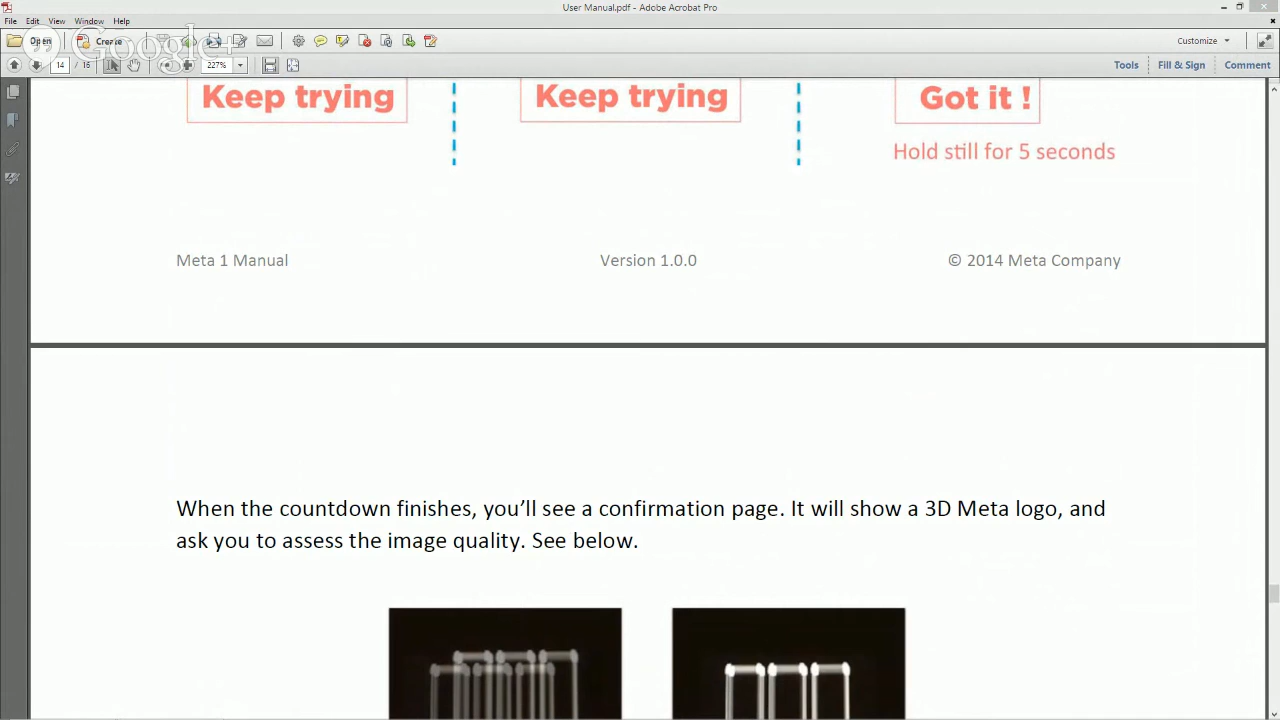 User Manual.pdf - Adobe Acrobat Pro
File Edit View Window Help
Open Create Customize
Google+
14 / 15 227% Tools Fill & Sign Comment
Keep trying Keep trying Got it !
Hold still for 5 seconds
Meta 1 Manual Version 1.0.0 © 2014 Meta Company
When the countdown finishes, you’ll see a confirmation page. It will show a 3D Meta logo, and
ask you to assess the image quality. See below.